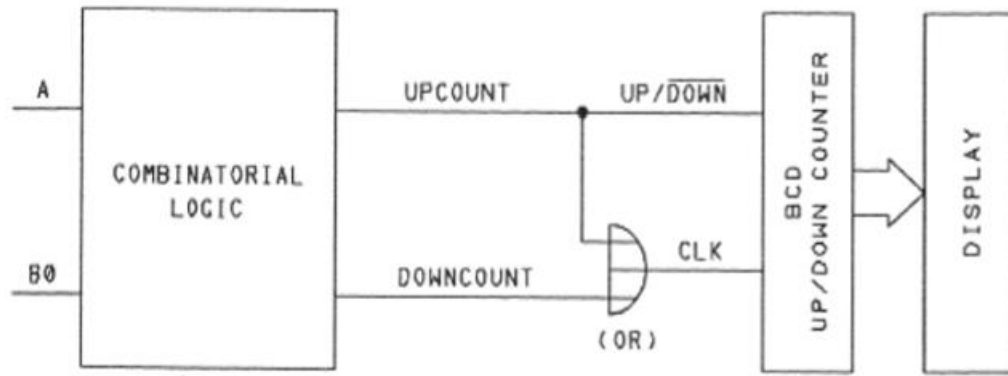 A
B0
COMBINATORIAL
LOGIC
UPCOUNT
DOWNCOUNT
UP/DOWN
(OR)
CLK
BCD
UP/DOWN COUNTER
DISPLAY